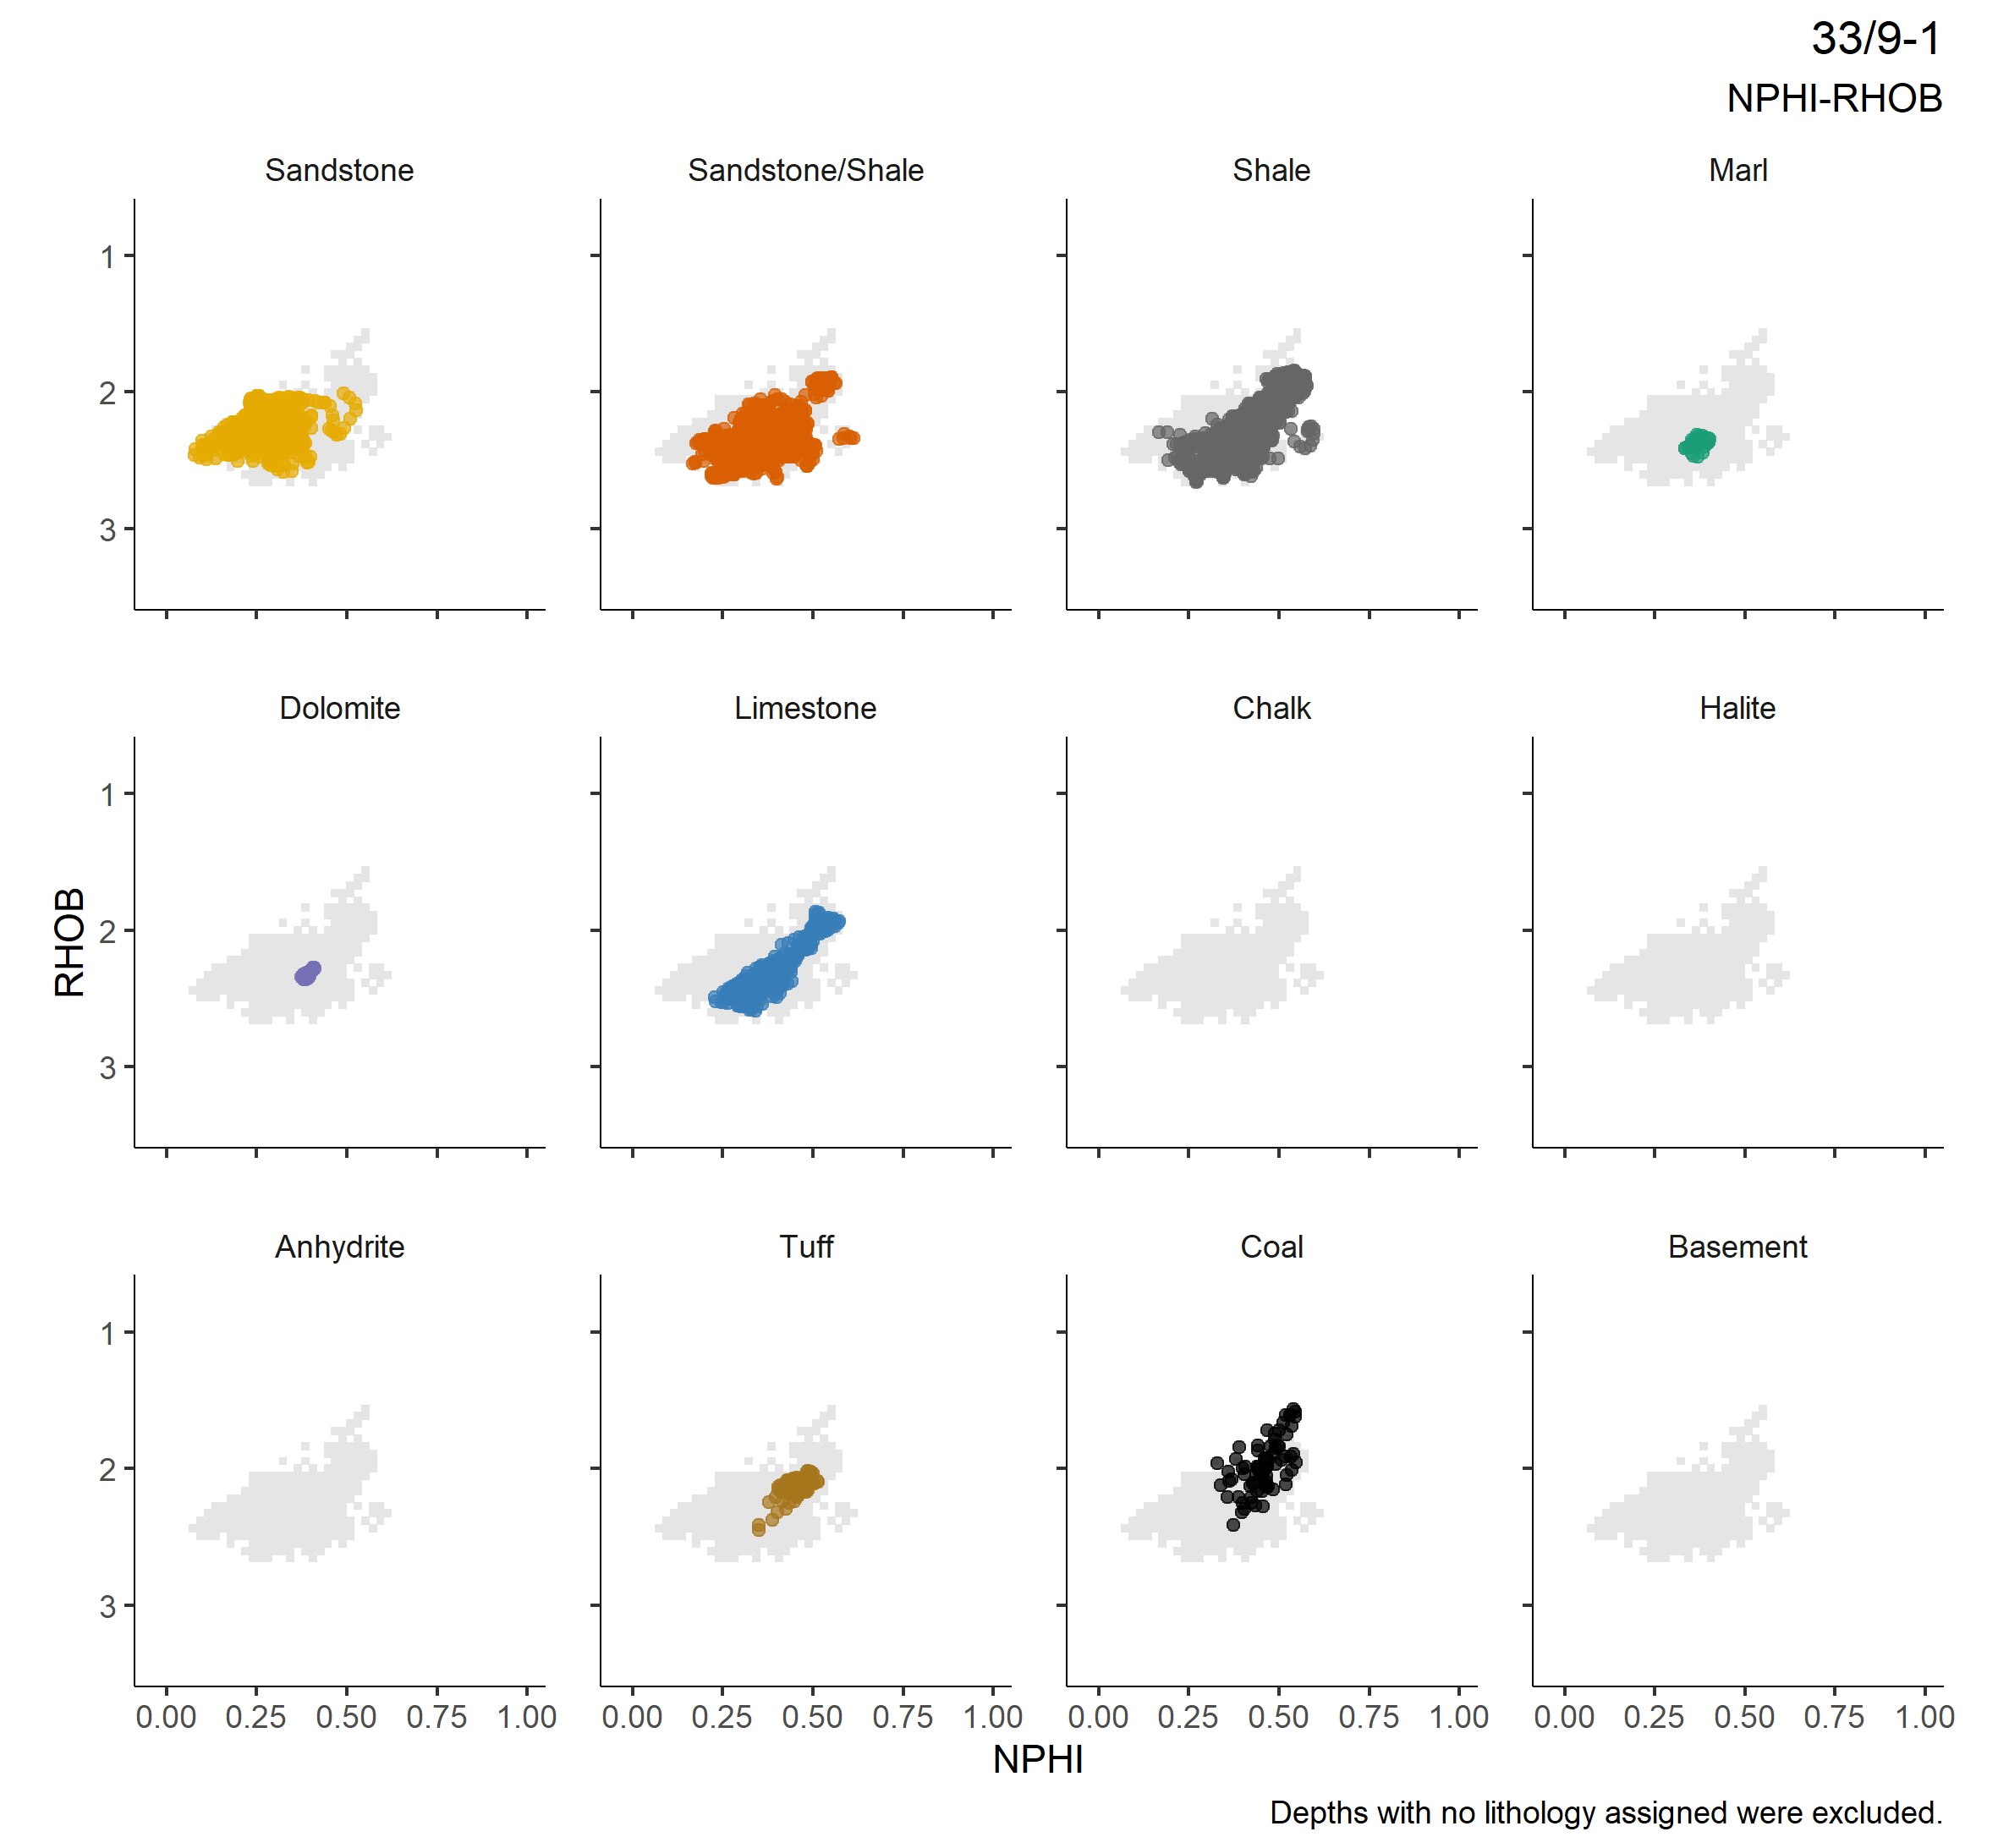 33/9-1
NPHI-RHOB
Sandstone
Sandstone/Shale
Shale
Marl
1
2
3
Dolomite
Limestone
Chalk
Halite
RHOB
1
2
3
Anhydrite
Tuff
Coal
Basement
1
2
3
0.00 0.25 0.50 0.75 1.00
0.00 0.25 0.50 0.75 1.00
0.00 0.25 0.50 0.75 1.00
0.00 0.25 0.50 0.75 1.00
NPHI
Depths with no lithology assigned were excluded.